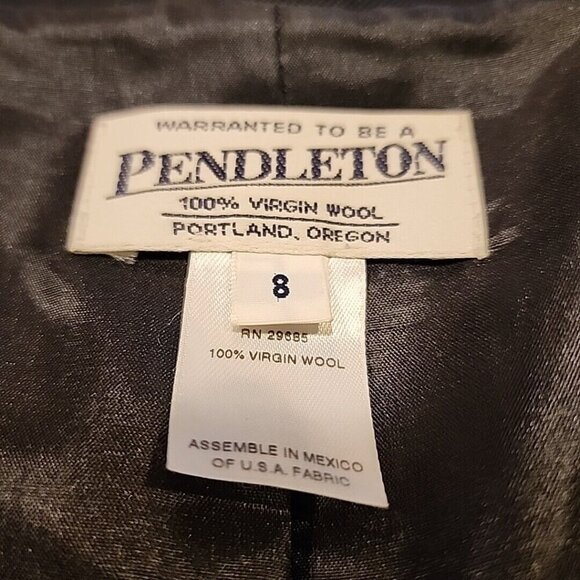 WARRANTED TO BE A
PENDLETON
100% VIRGIN WOOL
PORTLAND, OREGON
8
RN 29685
100% VIRGIN WOOL
ASSEMBLE IN MEXICO
OF U.S.A. FABRIC